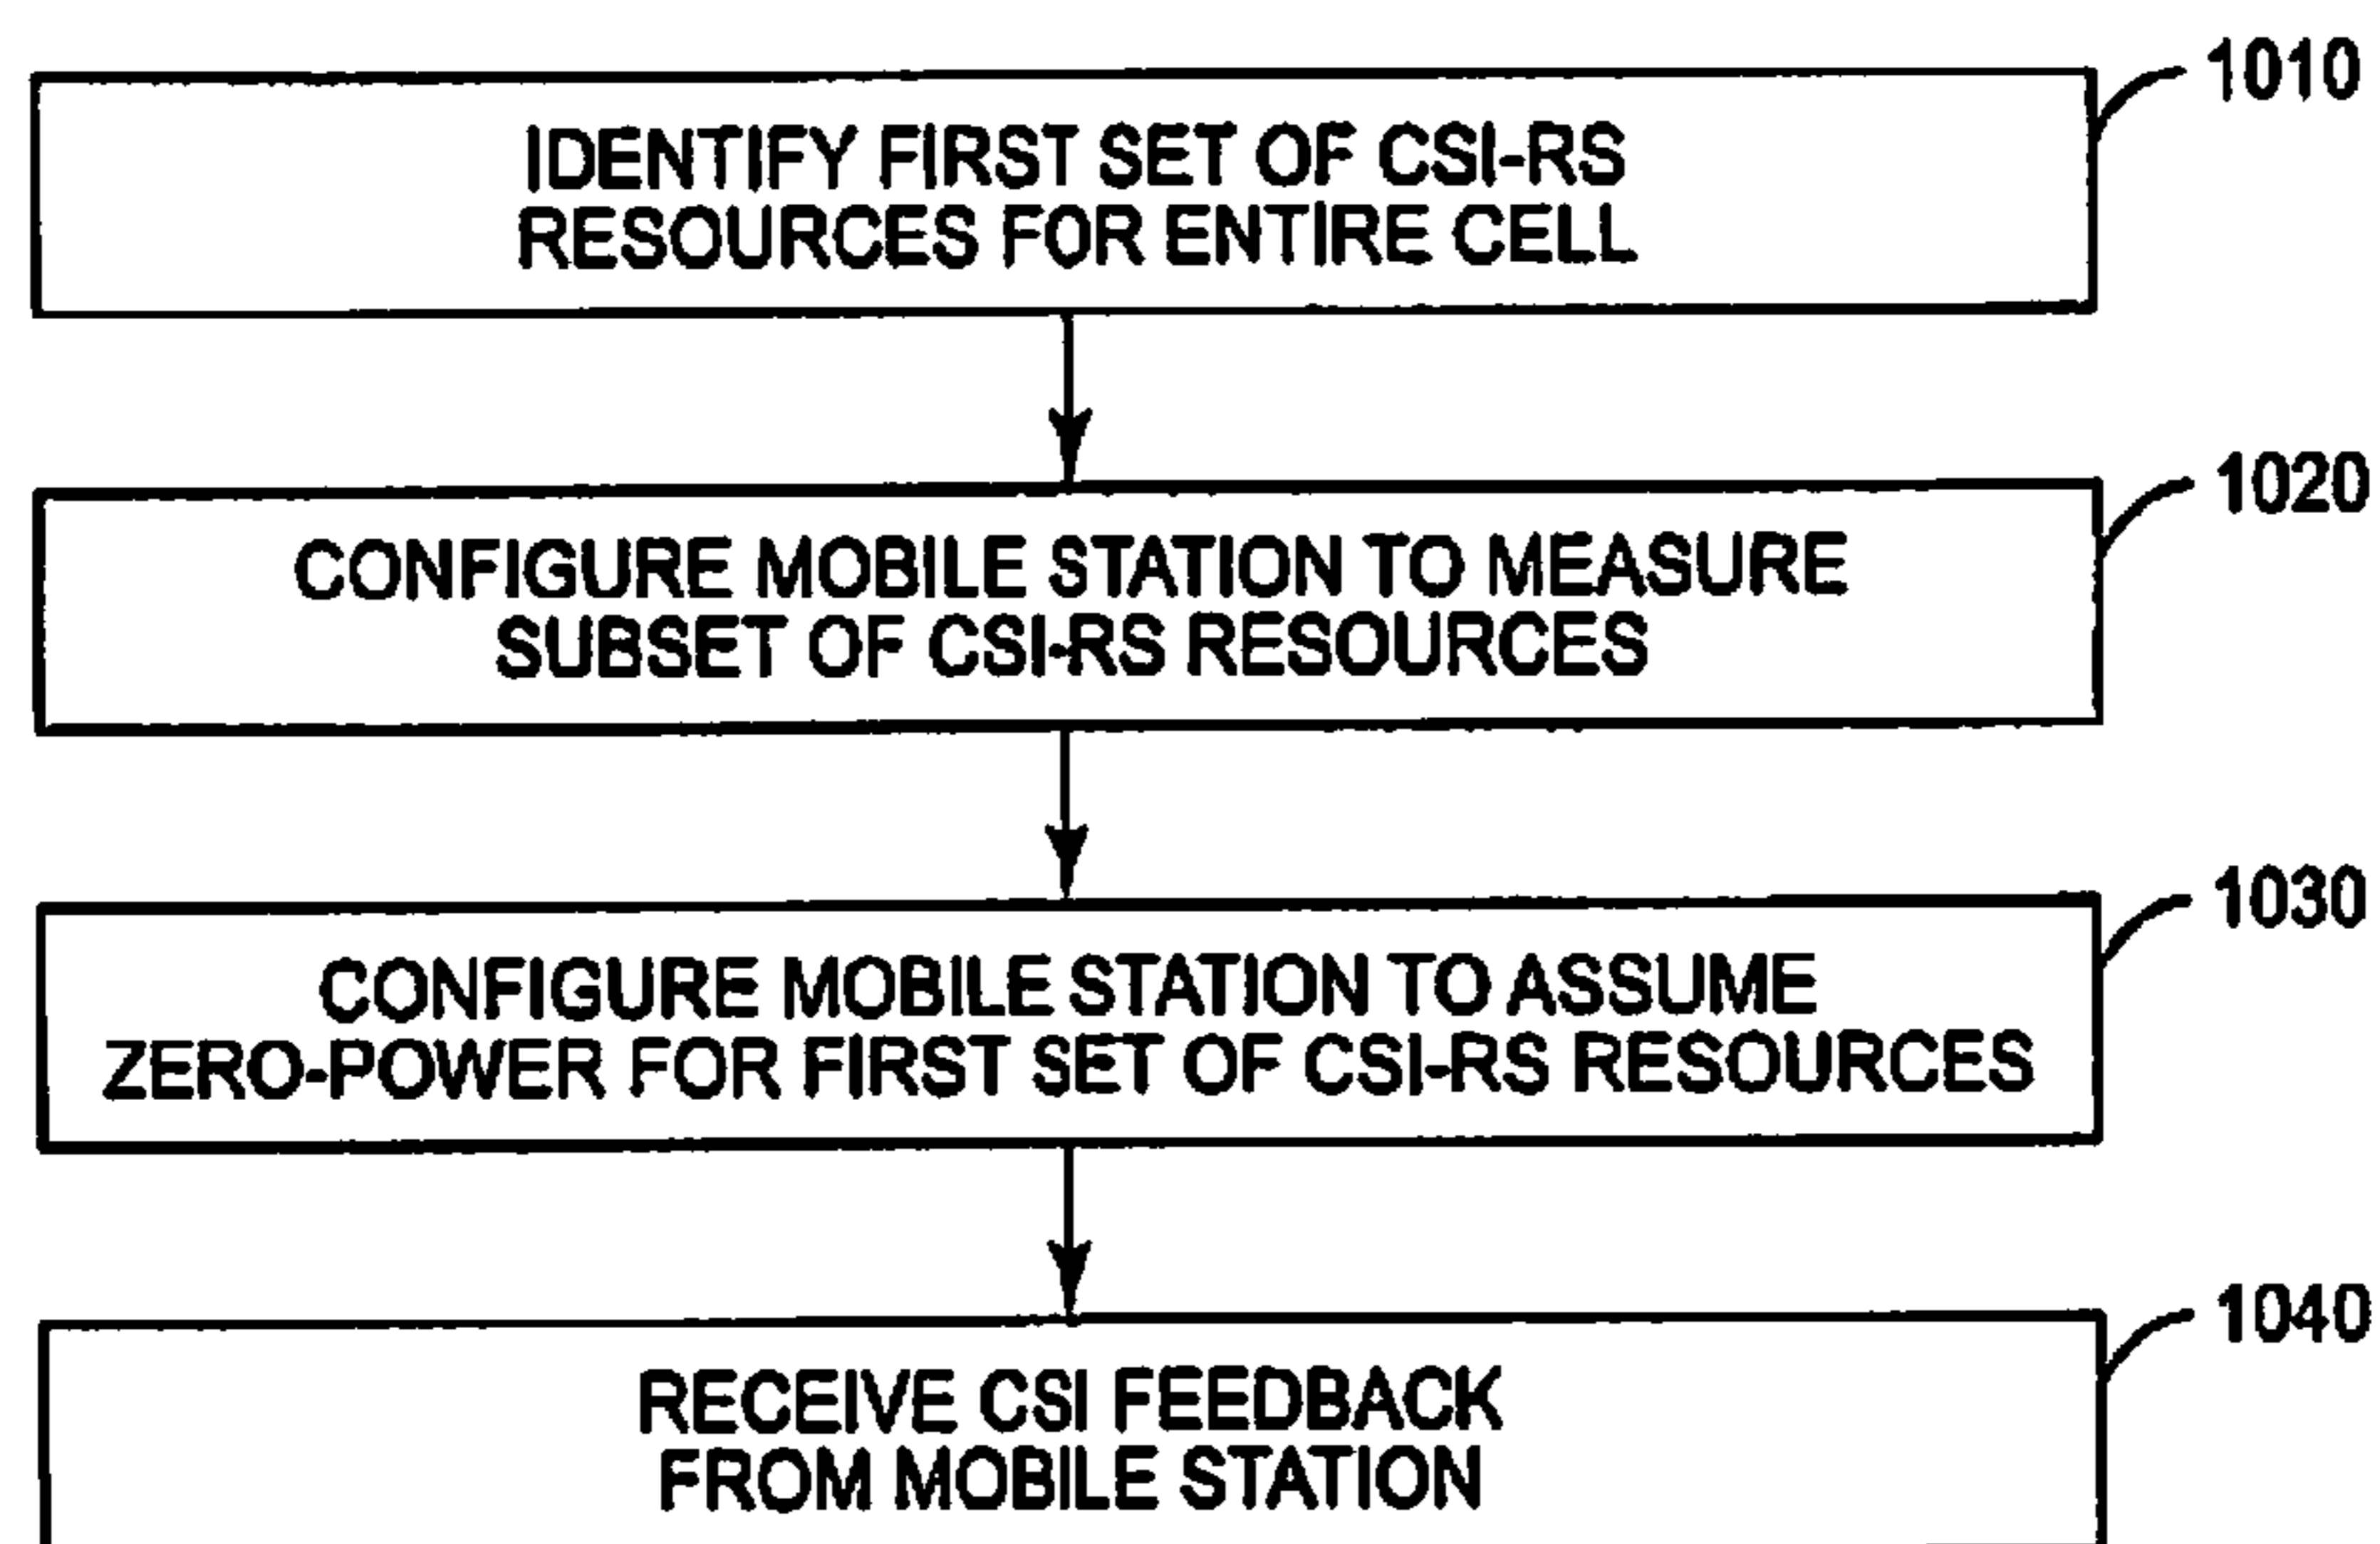 1010
IDENTIFY FIRST SET OF CSI-RS
RESOURCES FOR ENTIRE CELL
1020
CONFIGURE MOBILE STATION TO MEASURE
SUBSET OF CSI-RS RESOURCES
1030
CONFIGURE MOBILE STATION TO ASSUME
ZERO-POWER FOR FIRST SET OF CSI-RS RESOURCES
1040
RECEIVE CSI FEEDBACK
FROM MOBILE STATION